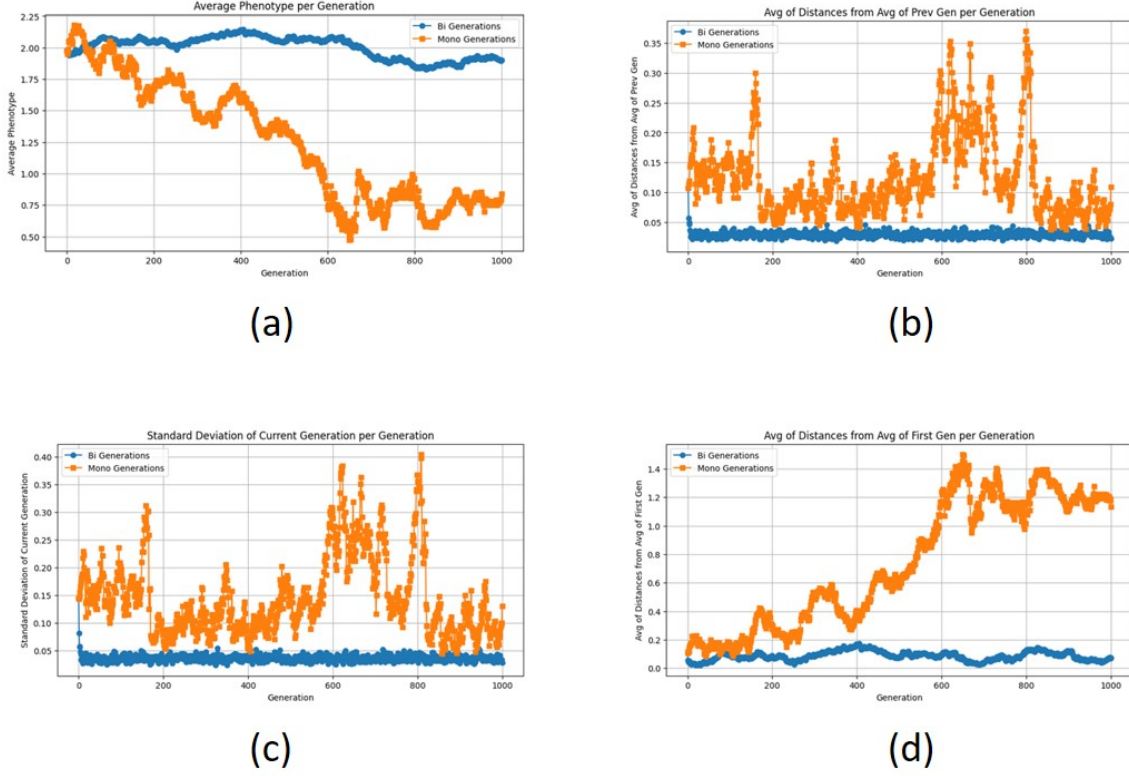 Average Phenotype per Generation
2.25
2.00
1.75
1.50
1.25
1.00
0.75
0.50
Average Phenotype
Bi Generations
Mono Generations
0 200 400 600 800 1000
Generation
(a)
Avg of Distances from Avg of Prev Gen per Generation
0.35
0.30
0.25
0.20
0.15
0.10
0.05
Avg of Distances from Avg of Prev Gen
Bi Generations
Mono Generations
0 200 400 600 800 1000
Generation
(b)
Standard Deviation of Current Generation per Generation
0.40
0.35
0.30
0.25
0.20
0.15
0.10
0.05
Standard Deviation of Current Generation
Bi Generations
Mono Generations
0 200 400 600 800 1000
Generation
(c)
Avg of Distances from Avg of First Gen per Generation
1.4
1.2
1.0
0.8
0.6
0.4
0.2
0.0
Avg of Distances from Avg of First Gen
Bi Generations
Mono Generations
0 200 400 600 800 1000
Generation
(d)